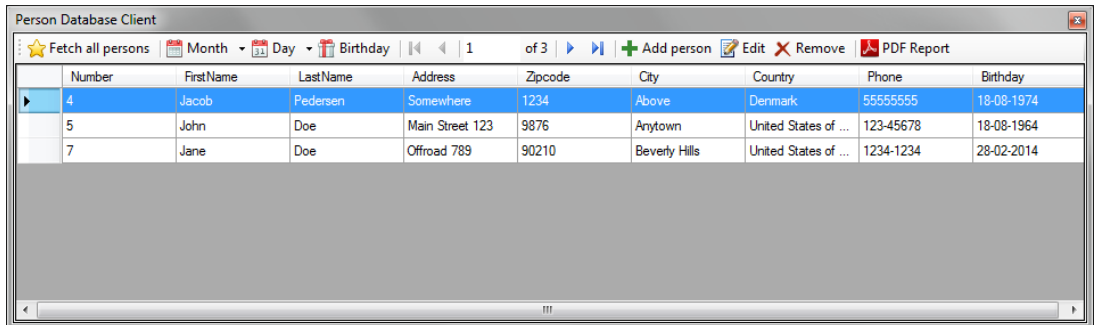 Person Database Client
Fetch all persons Month 31 Day Birthday 1 of 3 Add person Edit Remove PDF Report
Number FirstName LastName Address Zipcode City Country Phone Birthday
4 Jacob Pedersen Somewhere 1234 Above Denmark 55555555 18-08-1974
5 John Doe Main Street 123 9876 Anytown United States of ... 123-45678 18-08-1964
7 Jane Doe Offroad 789 90210 Beverly Hills United States of ... 1234-1234 28-02-2014